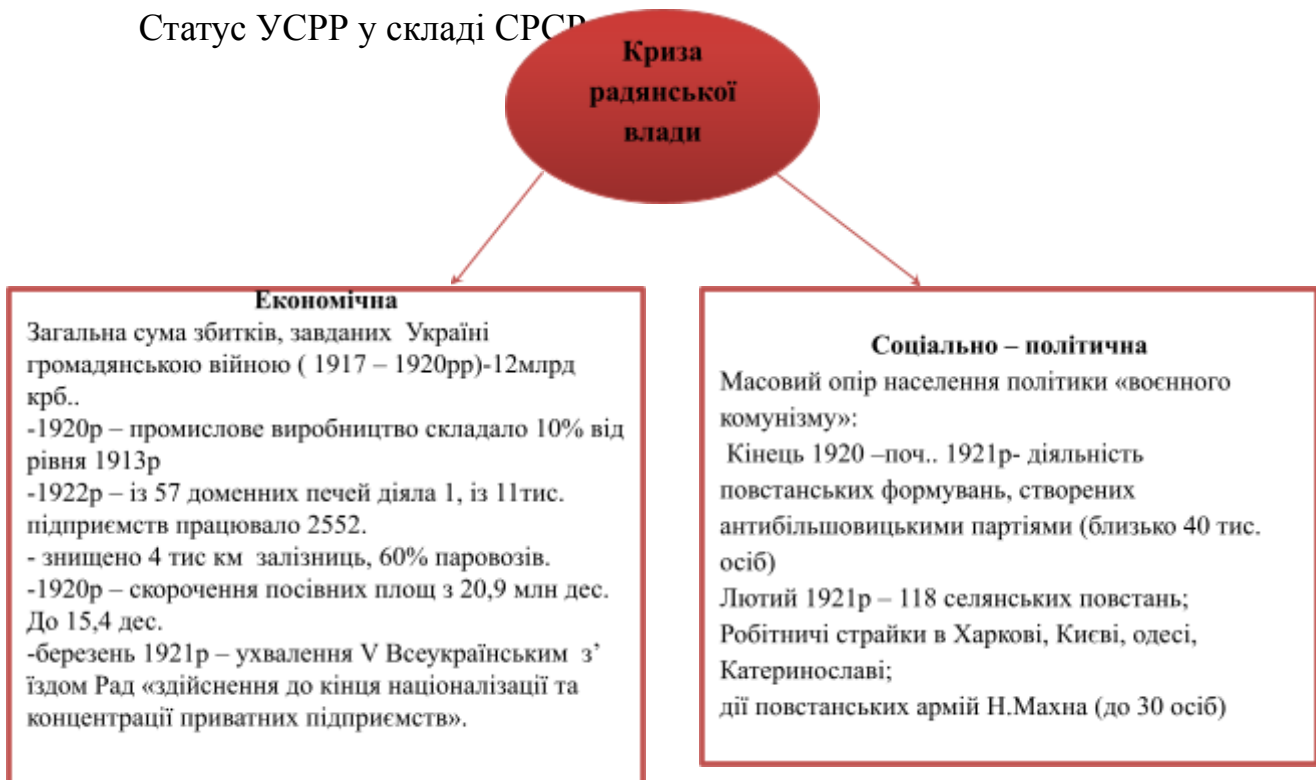 Статус УСРР у складі СРСР
Криза
радянської
влади
Економічна
Загальна сума збитків, завданих Україні
громадянською війною ( 1917 – 1920рр)-12млрд
крб..
-1920р – промислове виробництво складало 10% від
рівня 1913р
-1922р – із 57 доменних печей діяла 1, із 11тис.
підприємств працювало 2552.
- знищено 4 тис км залізниць, 60% паровозів.
-1920р – скорочення посівних площ з 20,9 млн дес.
До 15,4 дес.
-березень 1921р – ухвалення V Всеукраїнським з’
їздом Рад «здійснення до кінця націоналізації та
концентрації приватних підприємств».
Соціально – політична
Масовий опір населення політики «воєнного
комунізму»:
Кінець 1920 –поч.. 1921р- діяльність
повстанських формувань, створених
антибільшовицькими партіями (близько 40 тис.
осіб)
Лютий 1921р – 118 селянських повстань;
Робітничі страйки в Харкові, Києві, одесі,
Катеринославі;
дії повстанських армій Н.Махна (до 30 осіб)